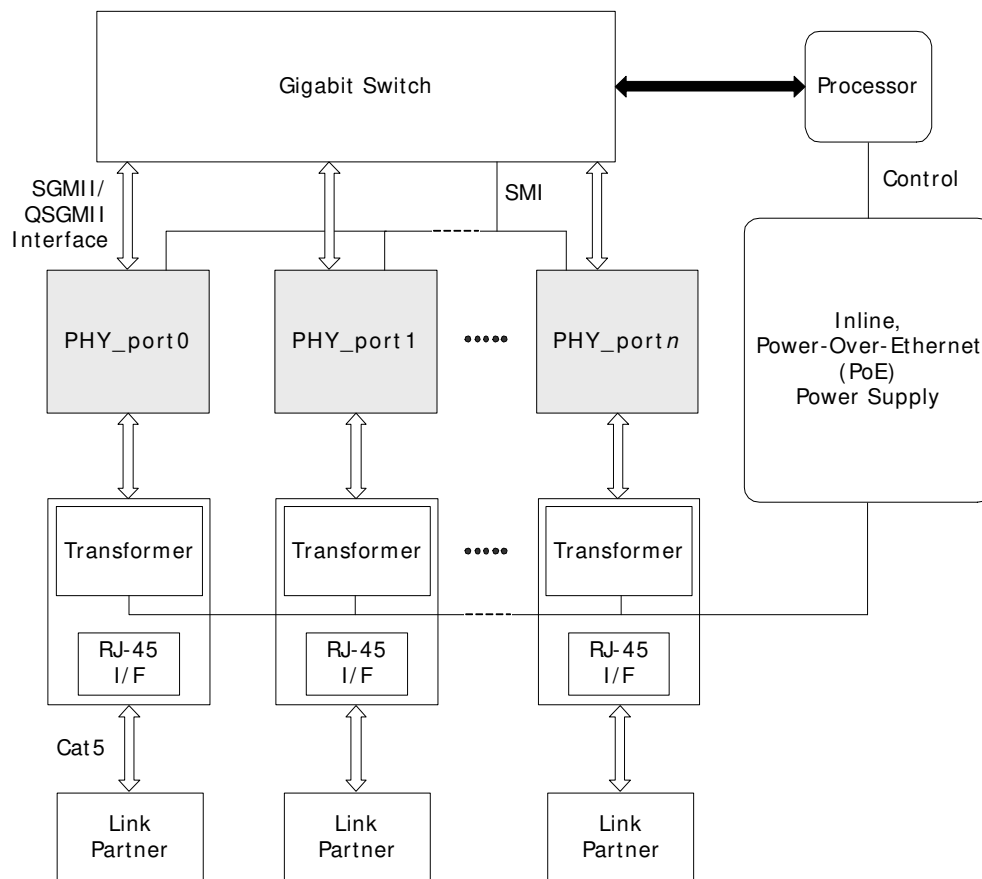 Gigabit Switch
Processor
SGMII/
QSGMII
Interface
SMI
Control
PHY_port0
PHY_port1
PHY_portn
Inline,
Power-Over-Ethernet
(PoE)
Power Supply
Transformer
Transformer
Transformer
RJ-45
I/F
RJ-45
I/F
RJ-45
I/F
Cat5
Link
Partner
Link
Partner
Link
Partner